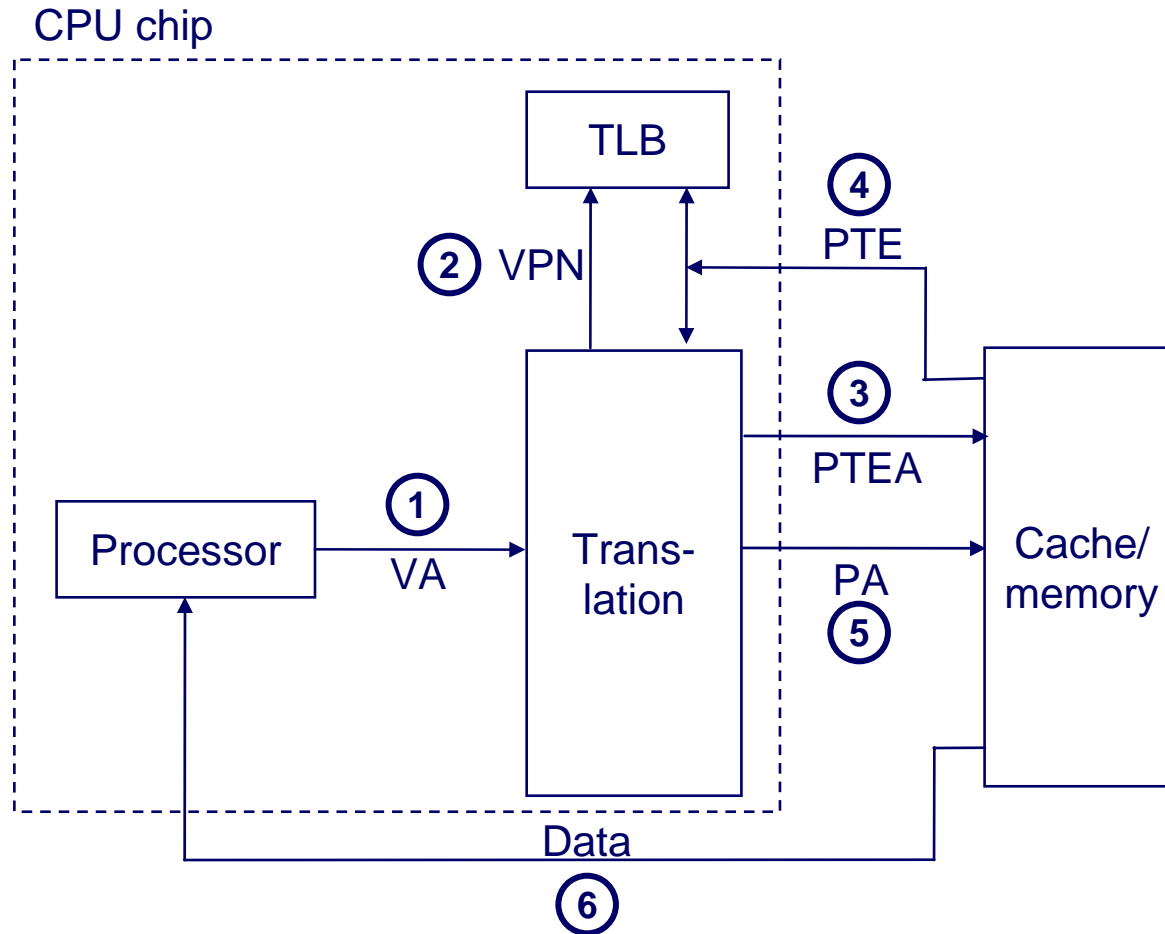 CPU chip
TLB
4
PTE
2 VPN
3
PTEA
1
Processor
VA
Trans-
lation
PA
5
Cache/
memory
Data
6